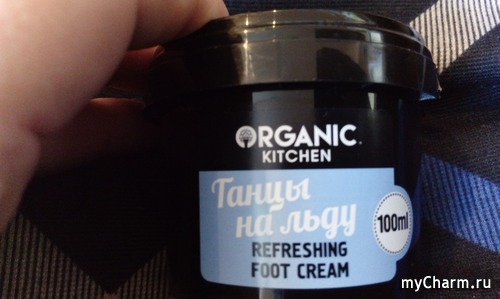 ORGANIC
KITCHEN
Танцы
на льду
REFRESHING
FOOT CREAM
100ml
myCharm.ru